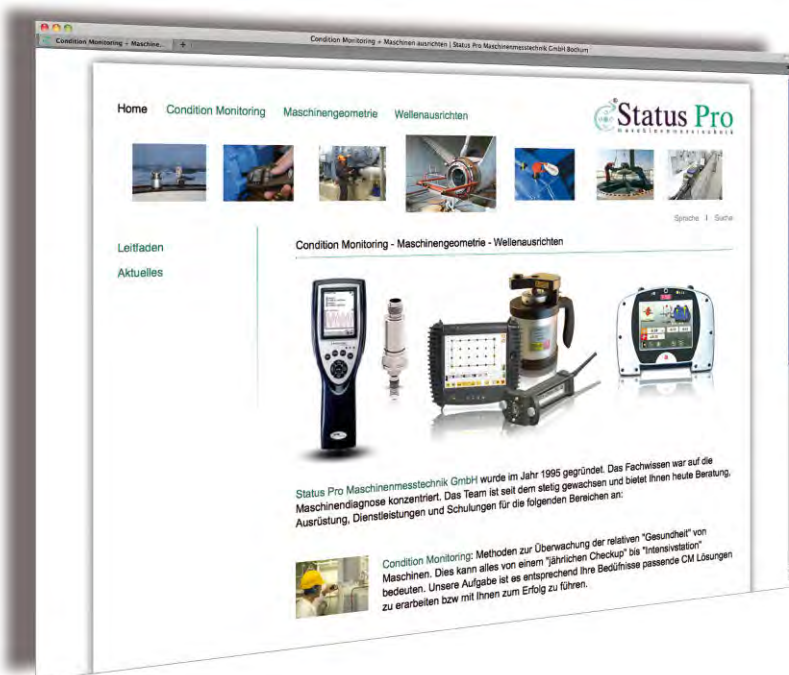 Condition Monitoring + Maschinen ausrichten | Status Pro Maschinenmesstechnik GmbH Bochum
Condition Monitoring + Maschine...
Home Condition Monitoring Maschinengeometrie Wellenausrichten
Status Pro
maschinenmesstechnik
Sprache | Suche
Leitfaden
Aktuelles
Condition Monitoring - Maschinengeometrie - Wellenausrichten
Status Pro Maschinenmesstechnik GmbH wurde im Jahr 1995 gegründet. Das Fachwissen war auf die
Maschinendiagnose konzentriert. Das Team ist seit dem stetig gewachsen und bietet Ihnen heute Beratung,
Ausrüstung, Dienstleistungen und Schulungen für die folgenden Bereichen an:
Condition Monitoring: Methoden zur Überwachung der relativen "Gesundheit" von
Maschinen. Dies kann alles von einem "jährlichen Checkup" bis "Intensivstation"
bedeuten. Unsere Aufgabe ist es entsprechend Ihre Bedüfnisse passende CM Lösungen
zu erarbeiten bzw mit Ihnen zum Erfolg zu führen.